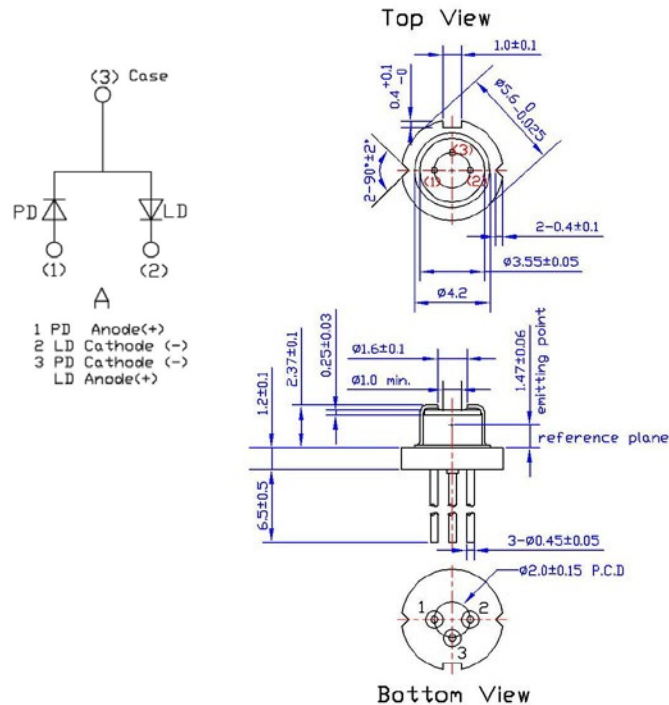 Top View
(3) Case
PD
LD
(1)
(2)
A
1 PD Anode(+)
2 LD Cathode (-)
3 PD Cathode (-)
LD Anode(+)
1.0±0.1
0.4 +0.1 -0
ø5.6 0 -0.025
2-90°±2°
(3)
(1)
(2)
2-0.4±0.1
ø3.55±0.05
ø4.2
2.37±0.1
0.25±0.03
ø1.6±0.1
1.47±0.06
emitting point
1.2±0.1
ø1.0 min.
reference plane
6.5±0.5
3-ø0.45±0.05
ø2.0±0.15 P.C.D
1
2
3
Bottom View